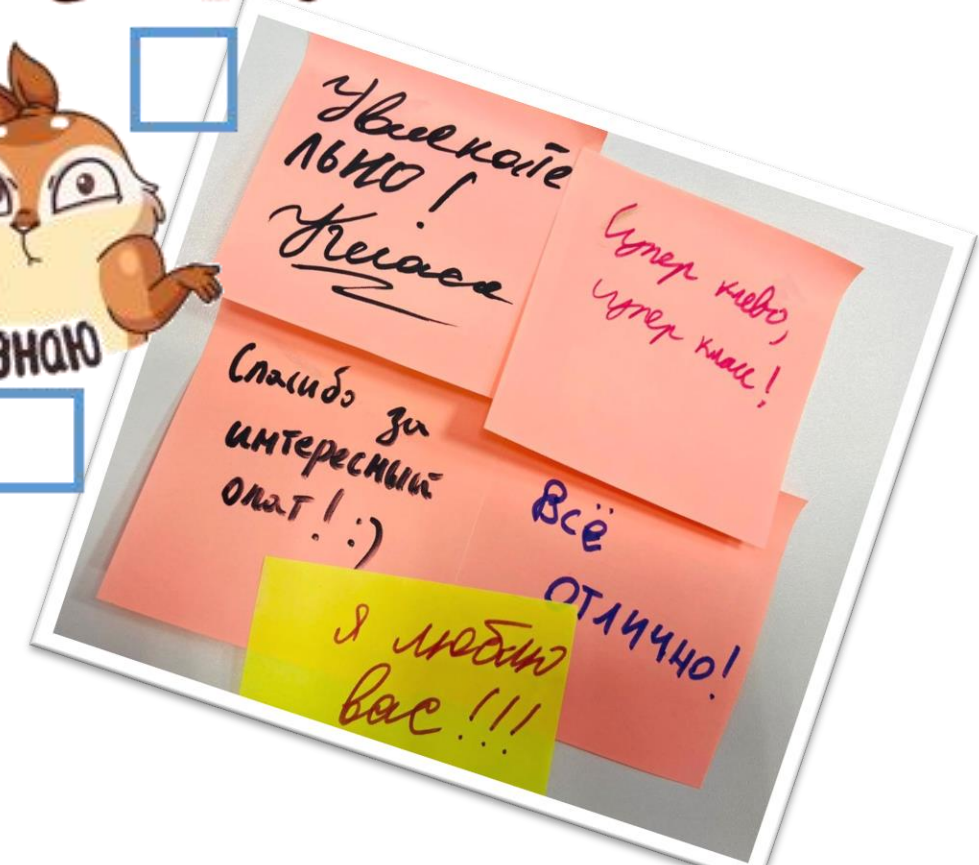 Увлекате
льно!
Супер клево,
супер класс!
Спасибо за
интересный
опыт! :)
Всё
отлично!
Я люблю
вас!!!
знаю